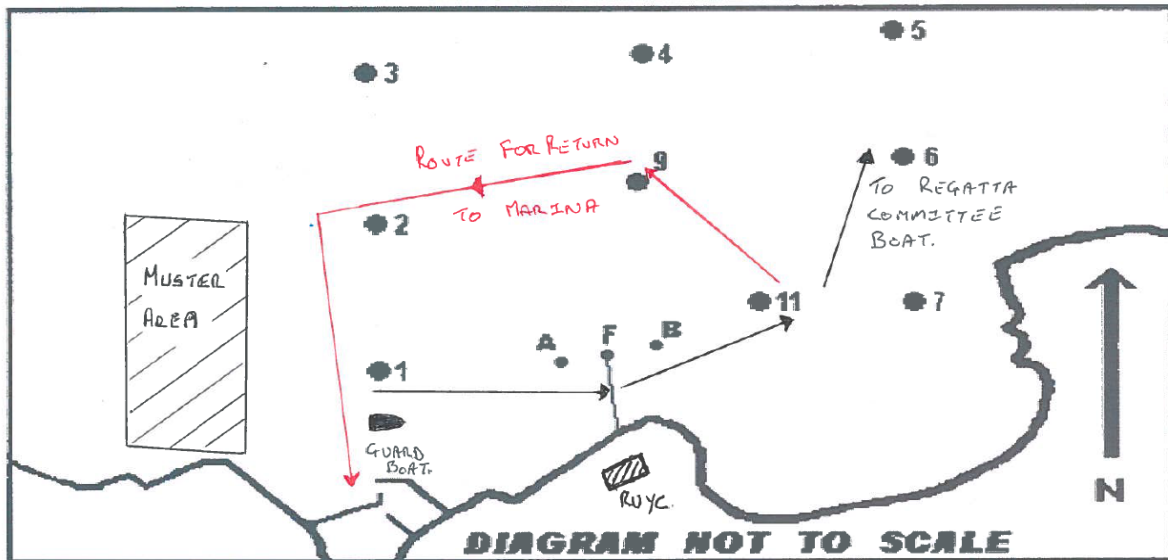 5
4
3
ROUTE FOR RETURN
9
6
TO MARINA
TO REGATTA
COMMITTEE
BOAT.
2
MUSTER
AREA
11
7
A
F
B
1
GUARD
BOAT.
RUYC.
N
DIAGRAM NOT TO SCALE